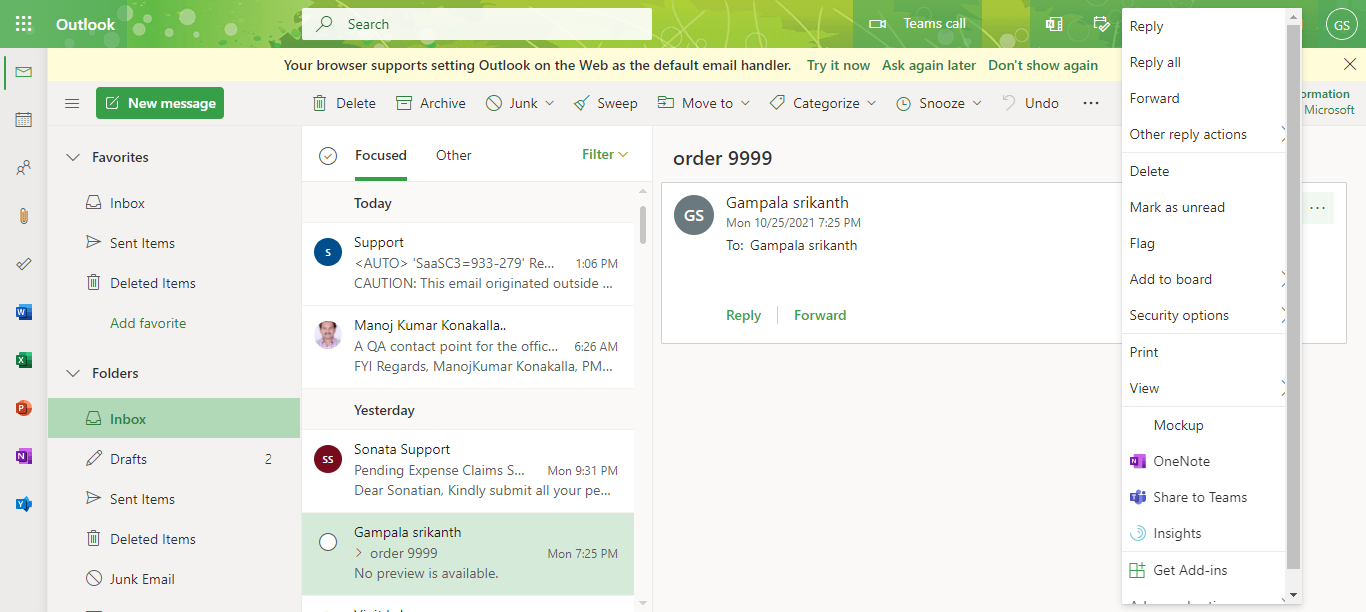 Outlook
Search
Teams call
GS
Your browser supports setting Outlook on the Web as the default email handler. Try it now Ask again later Don't show again
New message
Delete
Archive
Junk
Sweep
Move to
Categorize
Snooze
Undo
Microsoft
Favorites
Inbox
Sent Items
Deleted Items
Add favorite
Folders
Inbox
Drafts 2
Sent Items
Deleted Items
Junk Email
Focused
Other
Filter
Today
S
Support
<AUTO> 'SaaSC3=933-279' Re... 1:06 PM
CAUTION: This email originated outside ...
Manoj Kumar Konakalla..
A QA contact point for the offic... 6:26 AM
FYI Regards, ManojKumar Konakalla, PM...
Yesterday
SS
Sonata Support
Pending Expense Claims S... Mon 9:31 PM
Dear Sonatian, Kindly submit all your pe...
Gampala srikanth
> order 9999 Mon 7:25 PM
No preview is available.
order 9999
GS
Gampala srikanth
Mon 10/25/2021 7:25 PM
To: Gampala srikanth
Reply
Forward
Reply
Reply all
Forward
Other reply actions
Delete
Mark as unread
Flag
Add to board
Security options
Print
View
Mockup
OneNote
Share to Teams
Insights
Get Add-ins